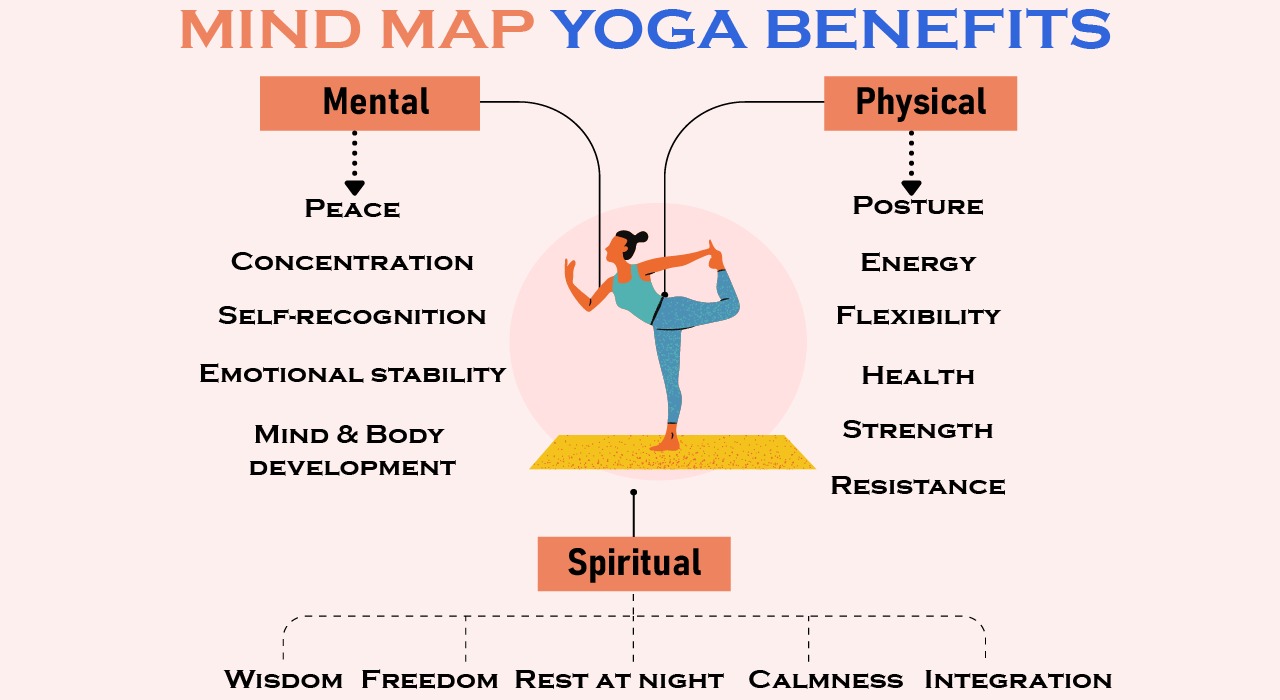 MIND MAP YOGA BENEFITS
Mental
Peace
Concentration
Self-recognition
Emotional stability
Mind & Body
development
Physical
Posture
Energy
Flexibility
Health
Strength
Resistance
Spiritual
Wisdom Freedom Rest at night Calmness Integration